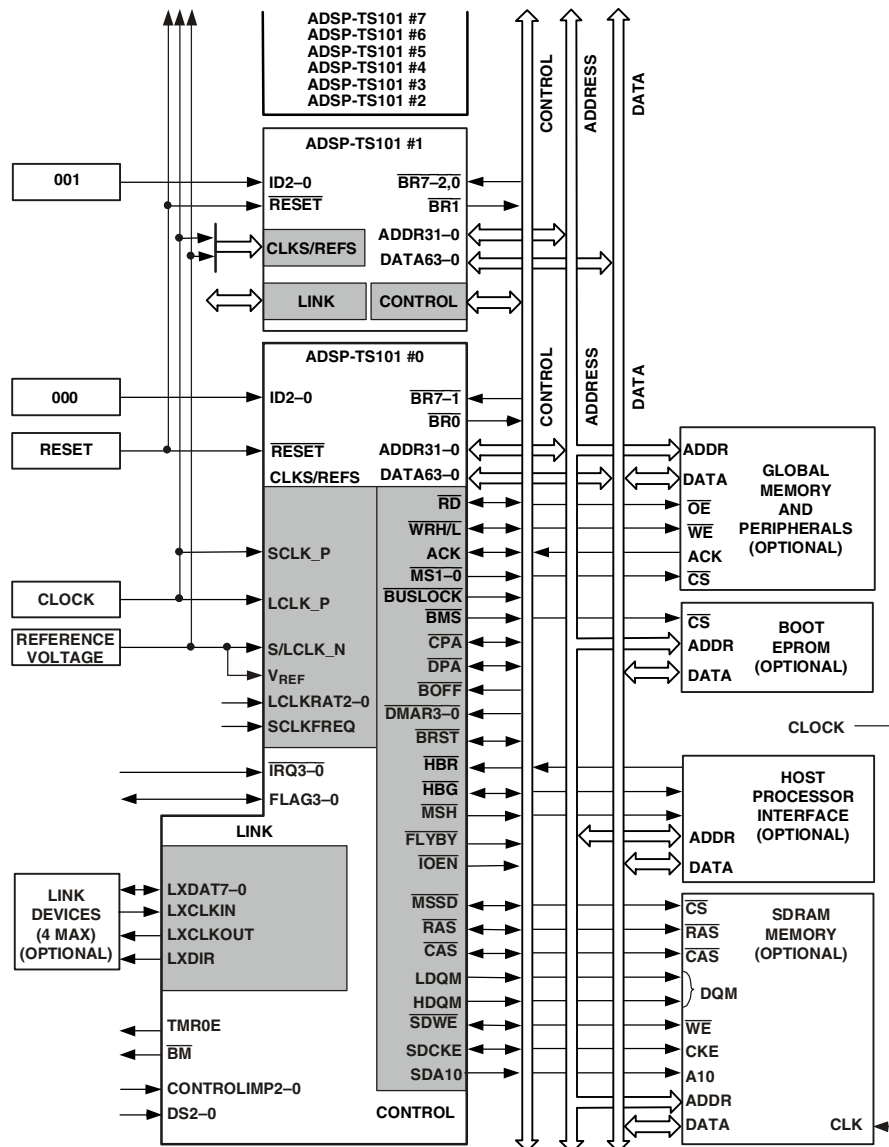 ADSP-TS101 #7
ADSP-TS101 #6
ADSP-TS101 #5
ADSP-TS101 #4
ADSP-TS101 #3
ADSP-TS101 #2
CONTROL
ADDRESS
DATA
ADSP-TS101 #1
001
ID2–0
BR7–2,0
RESET
BR1
ADDR31–0
CLKS/REFS
DATA63–0
LINK
CONTROL
ADSP-TS101 #0
CONTROL
ADDRESS
DATA
000
ID2–0
BR7–1
BR0
RESET
RESET
ADDR31–0
CLKS/REFS
DATA63–0
RD
WRH/L
SCLK_P
ACK
MS1–0
CLOCK
LCLK_P
BUSLOCK
BMS
REFERENCE
VOLTAGE
S/LCLK_N
CPA
VREF
DPA
LCLKRAT2–0
BOFF
SCLKFREQ
DMAR3–0
BRST
IRQ3–0
HBR
FLAG3–0
HBG
MSH
LINK
FLYBY
IOEN
LINK
DEVICES
(4 MAX)
(OPTIONAL)
LXDAT7–0
LXCLKIN
LXCLKOUT
LXDIR
MSSD
RAS
CAS
LDQM
HDQM
TMR0E
SDWE
BM
SDCKE
CONTROLIMP2–0
SDA10
DS2–0
CONTROL
ADDR
DATA
OE
WE
ACK
CS
GLOBAL
MEMORY
AND
PERIPHERALS
(OPTIONAL)
CS
ADDR
DATA
BOOT
EPROM
(OPTIONAL)
CLOCK
HOST
PROCESSOR
INTERFACE
(OPTIONAL)
ADDR
DATA
CS
RAS
CAS
SDRAM
MEMORY
(OPTIONAL)
DQM
WE
CKE
A10
ADDR
DATA
CLK